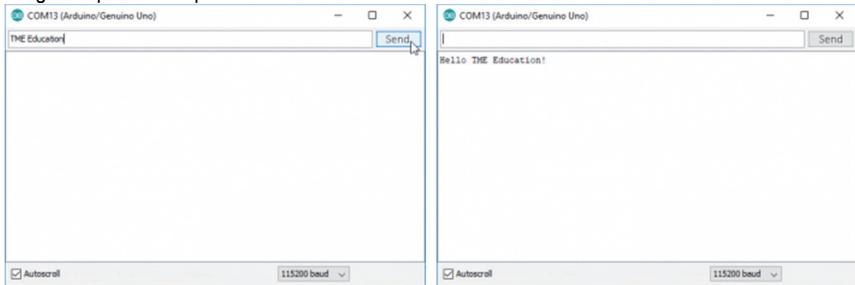 COM13 (Arduino/Genuino Uno)
TME Education
Send
Autoscroll
115200 baud
COM13 (Arduino/Genuino Uno)
Send
Hello TME Education!
Autoscroll
115200 baud